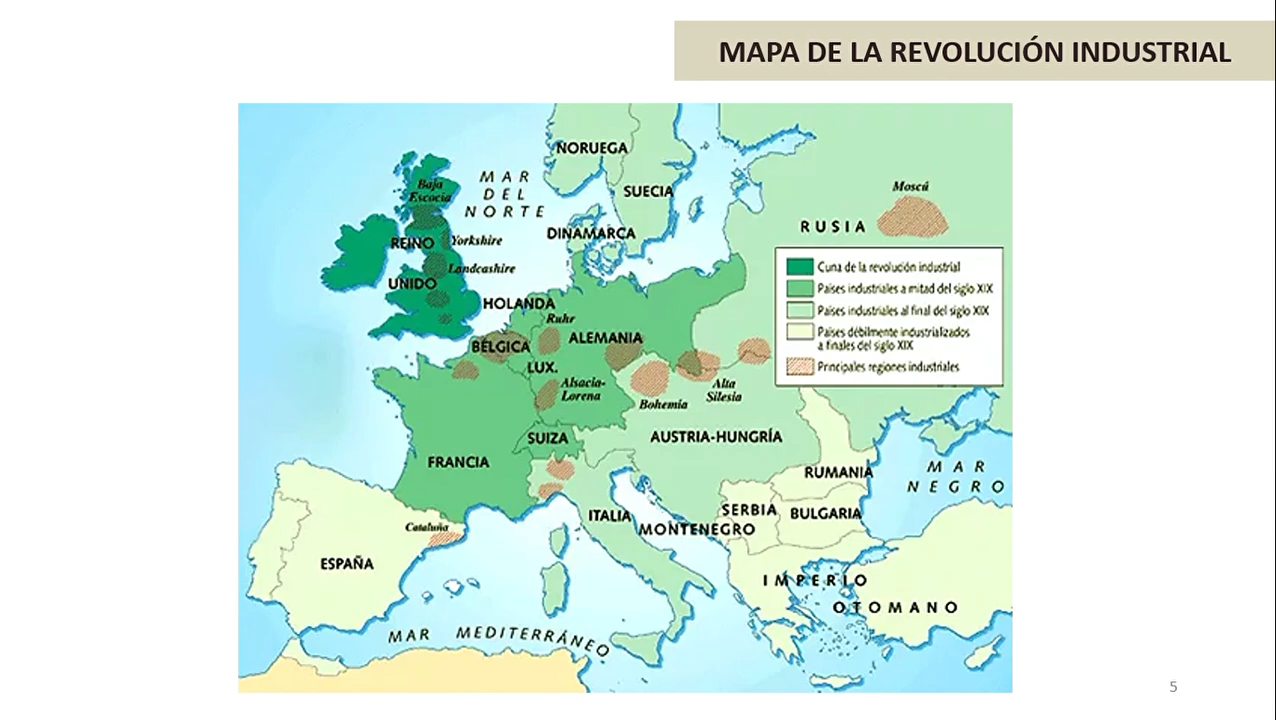 MAPA DE LA REVOLUCIÓN INDUSTRIAL
NORUEGA
MAR
DEL
NORTE
Baja
Escocia
SUECIA
Moscú
RUSIA
DINAMARCA
REINO
Yorkshire
Landcashire
UNIDO
HOLANDA
Ruhr
ALEMANIA
BÉLGICA
LUX.
Alsacia-
Lorena
Bohemia
Alta
Silesia
Cuna de la revolución industrial
Países industriales a mitad del siglo XIX
Países industriales al final del siglo XIX
Países débilmente industrializados
a finales del siglo XIX
Principales regiones industriales
SUIZA
AUSTRIA-HUNGRÍA
FRANCIA
RUMANIA
MAR
NEGRO
SERBIA
BULGARIA
ITALIA
MONTENEGRO
Cataluña
ESPAÑA
IMPERIO
OTOMANO
MAR MEDITERRÁNEO
5